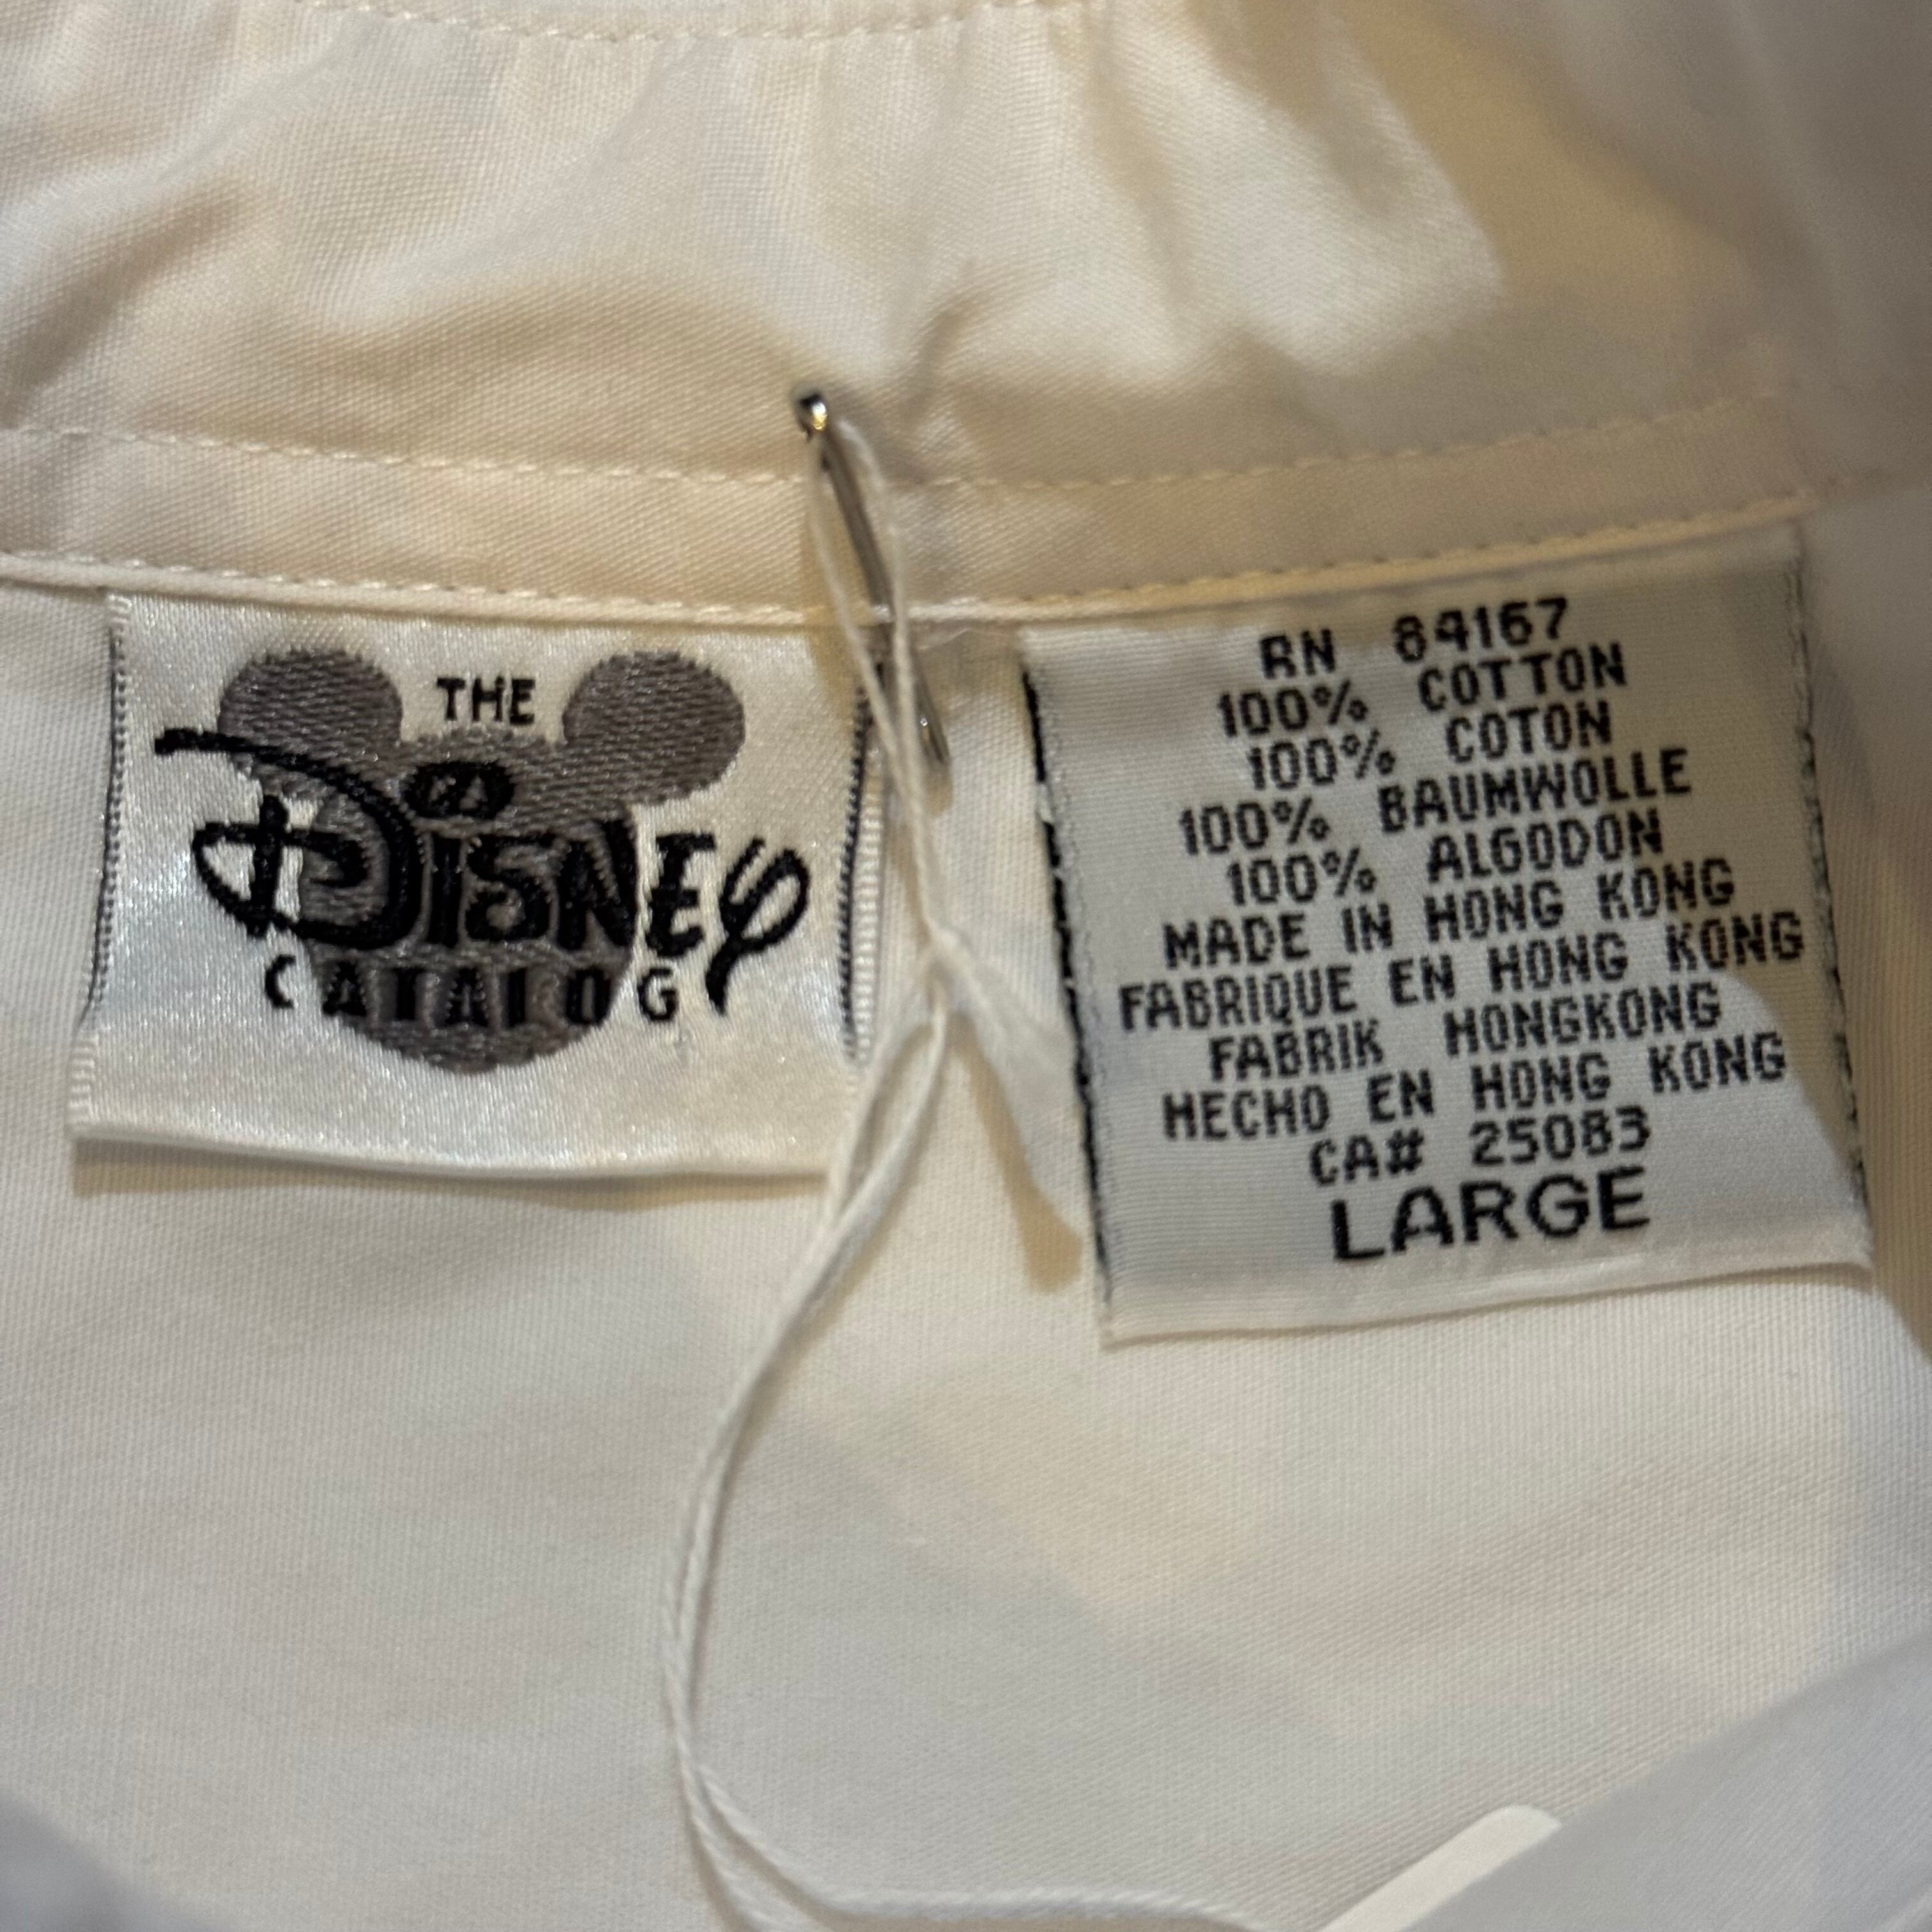 THE
DISNEY
CATALOG
RN 84167
100% COTTON
100% COTON
100% BAUMWOLLE
100% ALGODON
MADE IN HONG KONG
FABRIQUE EN HONG KONG
FABRIK HONGKONG
HECHO EN HONG KONG
CA# 25083
LARGE